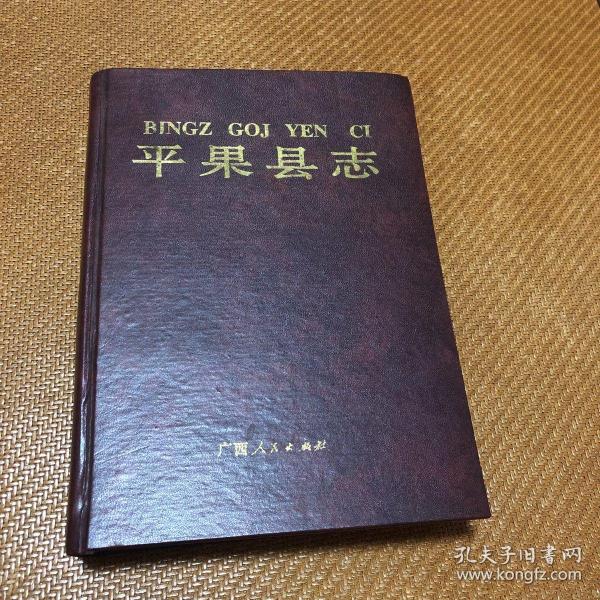 BINGZ GOJ YEN CI
平果县志
广西人民出版社
孔夫子旧書网
www.kongfz.com